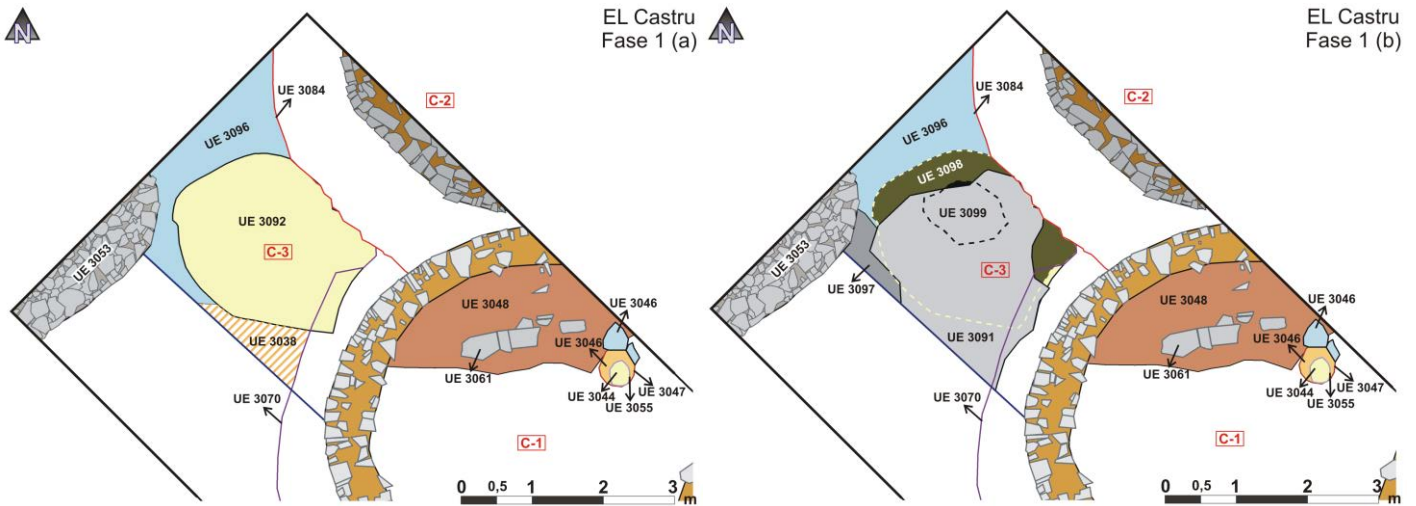 N
EL Castru
Fase 1 (a)
C-2
UE 3084
UE 3096
UE 3092
C-3
UE 3053
UE 3048
UE 3046
UE 3046
UE 3038
UE 3061
UE 3047
UE 3044
UE 3055
UE 3070
C-1
0 0,5 1 2 3
m
N
EL Castru
Fase 1 (b)
C-2
UE 3084
UE 3096
UE 3098
UE 3099
UE 3053
C-3
UE 3097
UE 3048
UE 3046
UE 3046
UE 3091
UE 3061
UE 3047
UE 3044
UE 3055
UE 3070
C-1
0 0,5 1 2 3
m